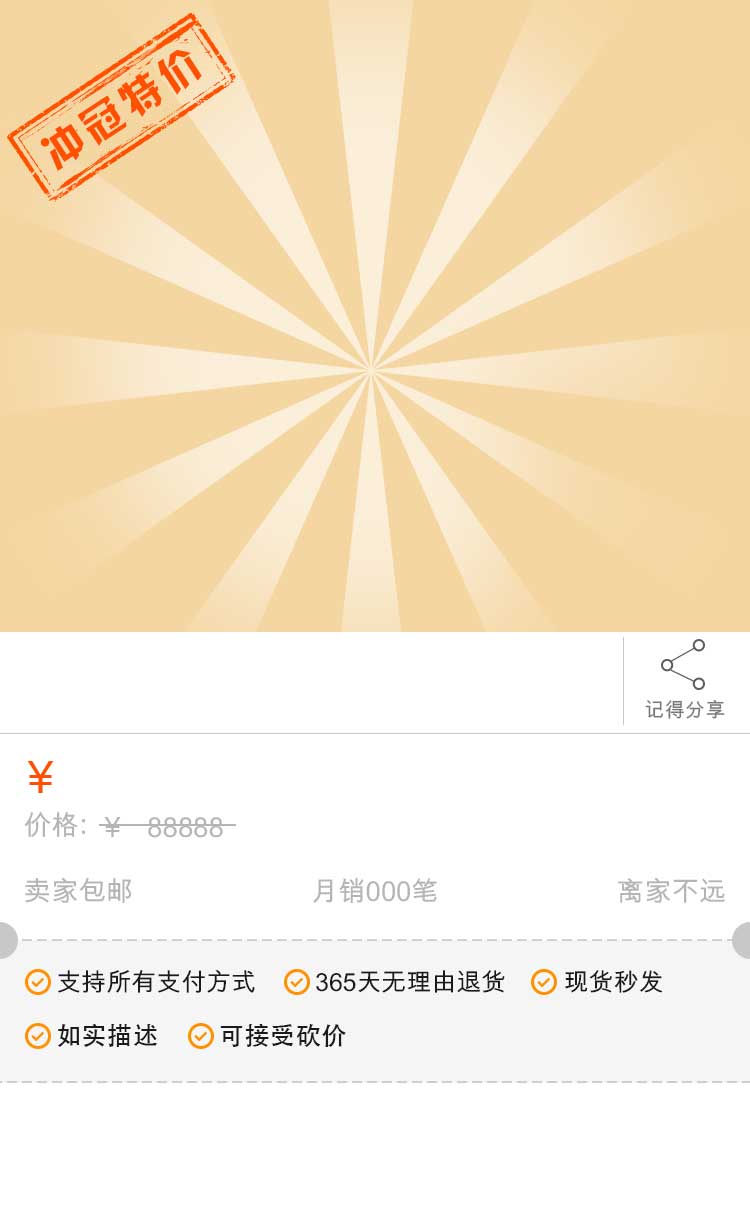 冲冠特价
记得分享
¥
价格: ¥ 88888
卖家包邮 月销000笔 离家不远
支持所有支付方式 365天无理由退货 现货秒发
如实描述 可接受砍价